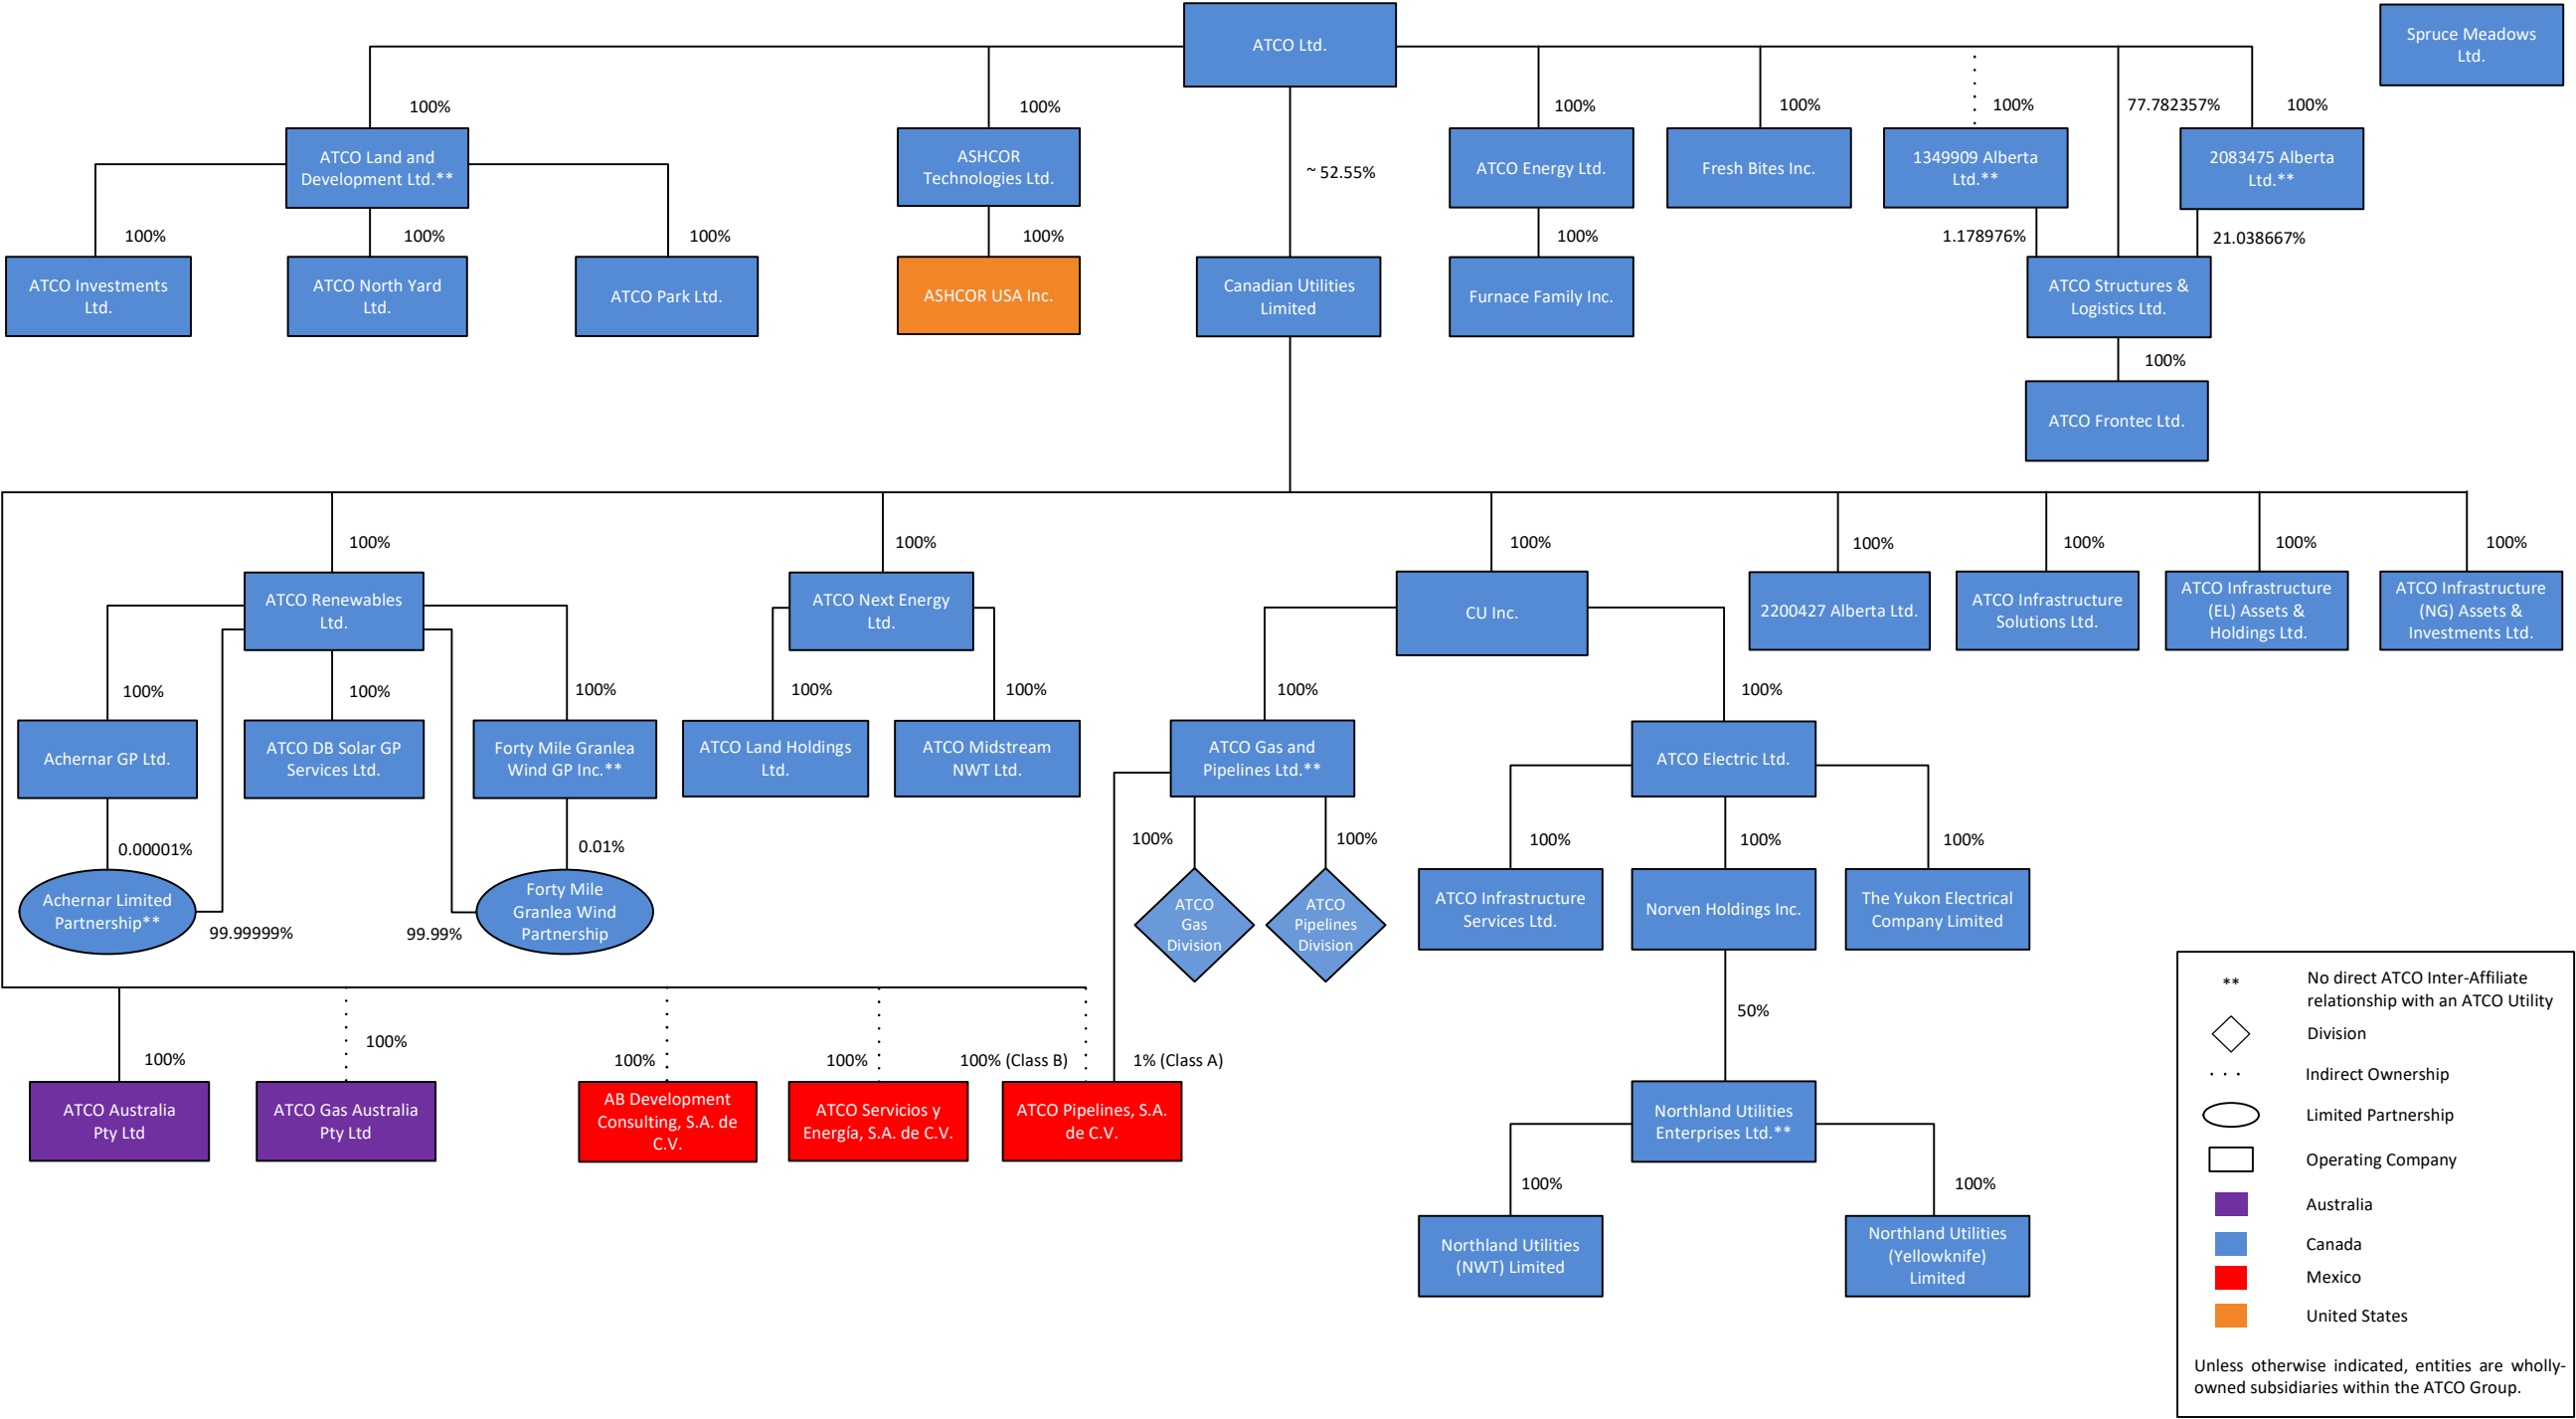 ATCO Ltd.
Spruce Meadows
Ltd.
100%
100%
100%
100%
100%
77.782357%
100%
ATCO Land and
Development Ltd.**
ASHCOR
Technologies Ltd.
~ 52.55%
ATCO Energy Ltd.
Fresh Bites Inc.
1349909 Alberta
Ltd.**
2083475 Alberta
Ltd.**
100%
100%
100%
100%
100%
1.178976%
21.038667%
ATCO Investments
Ltd.
ATCO North Yard
Ltd.
ATCO Park Ltd.
ASHCOR USA Inc.
Canadian Utilities
Limited
Furnace Family Inc.
ATCO Structures &
Logistics Ltd.
100%
ATCO Frontec Ltd.
100%
100%
100%
100%
100%
100%
100%
ATCO Renewables
Ltd.
ATCO Next Energy
Ltd.
CU Inc.
2200427 Alberta Ltd.
ATCO Infrastructure
Solutions Ltd.
ATCO Infrastructure
(EL) Assets &
Holdings Ltd.
ATCO Infrastructure
(NG) Assets &
Investments Ltd.
100%
100%
100%
100%
100%
100%
100%
Achernar GP Ltd.
ATCO DB Solar GP
Services Ltd.
Forty Mile Granlea
Wind GP Inc.**
ATCO Land Holdings
Ltd.
ATCO Midstream
NWT Ltd.
ATCO Gas and
Pipelines Ltd.**
ATCO Electric Ltd.
0.00001%
0.01%
100%
100%
100%
100%
100%
Achernar Limited
Partnership**
99.99999%
99.99%
Forty Mile
Granlea Wind
Partnership
ATCO
Gas
Division
ATCO
Pipelines
Division
ATCO Infrastructure
Services Ltd.
Norven Holdings Inc.
The Yukon Electrical
Company Limited
50%
100%
100%
100%
100%
100% (Class B)
1% (Class A)
ATCO Australia
Pty Ltd
ATCO Gas Australia
Pty Ltd
AB Development
Consulting, S.A. de
C.V.
ATCO Servicios y
Energía, S.A. de C.V.
ATCO Pipelines, S.A.
de C.V.
Northland Utilities
Enterprises Ltd.**
100%
100%
Northland Utilities
(NWT) Limited
Northland Utilities
(Yellowknife)
Limited
** No direct ATCO Inter-Affiliate
relationship with an ATCO Utility
Division
Indirect Ownership
Limited Partnership
Operating Company
Australia
Canada
Mexico
United States
Unless otherwise indicated, entities are wholly-
owned subsidiaries within the ATCO Group.